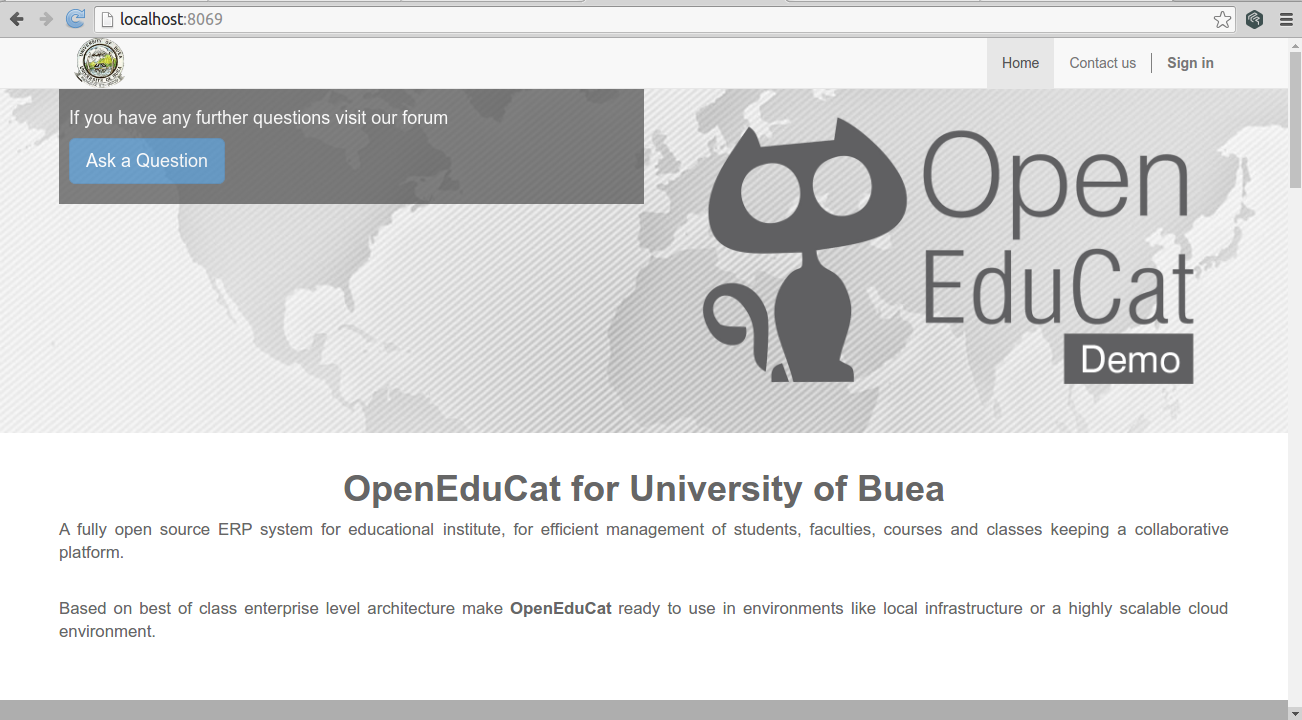 localhost:8069
UNIVERSITY OF BUEA
Home
Contact us
Sign in
If you have any further questions visit our forum
Ask a Question
Open
EduCat
Demo
OpenEduCat for University of Buea
A fully open source ERP system for educational institute, for efficient management of students, faculties, courses and classes keeping a collaborative
platform.
Based on best of class enterprise level architecture make OpenEduCat ready to use in environments like local infrastructure or a highly scalable cloud
environment.